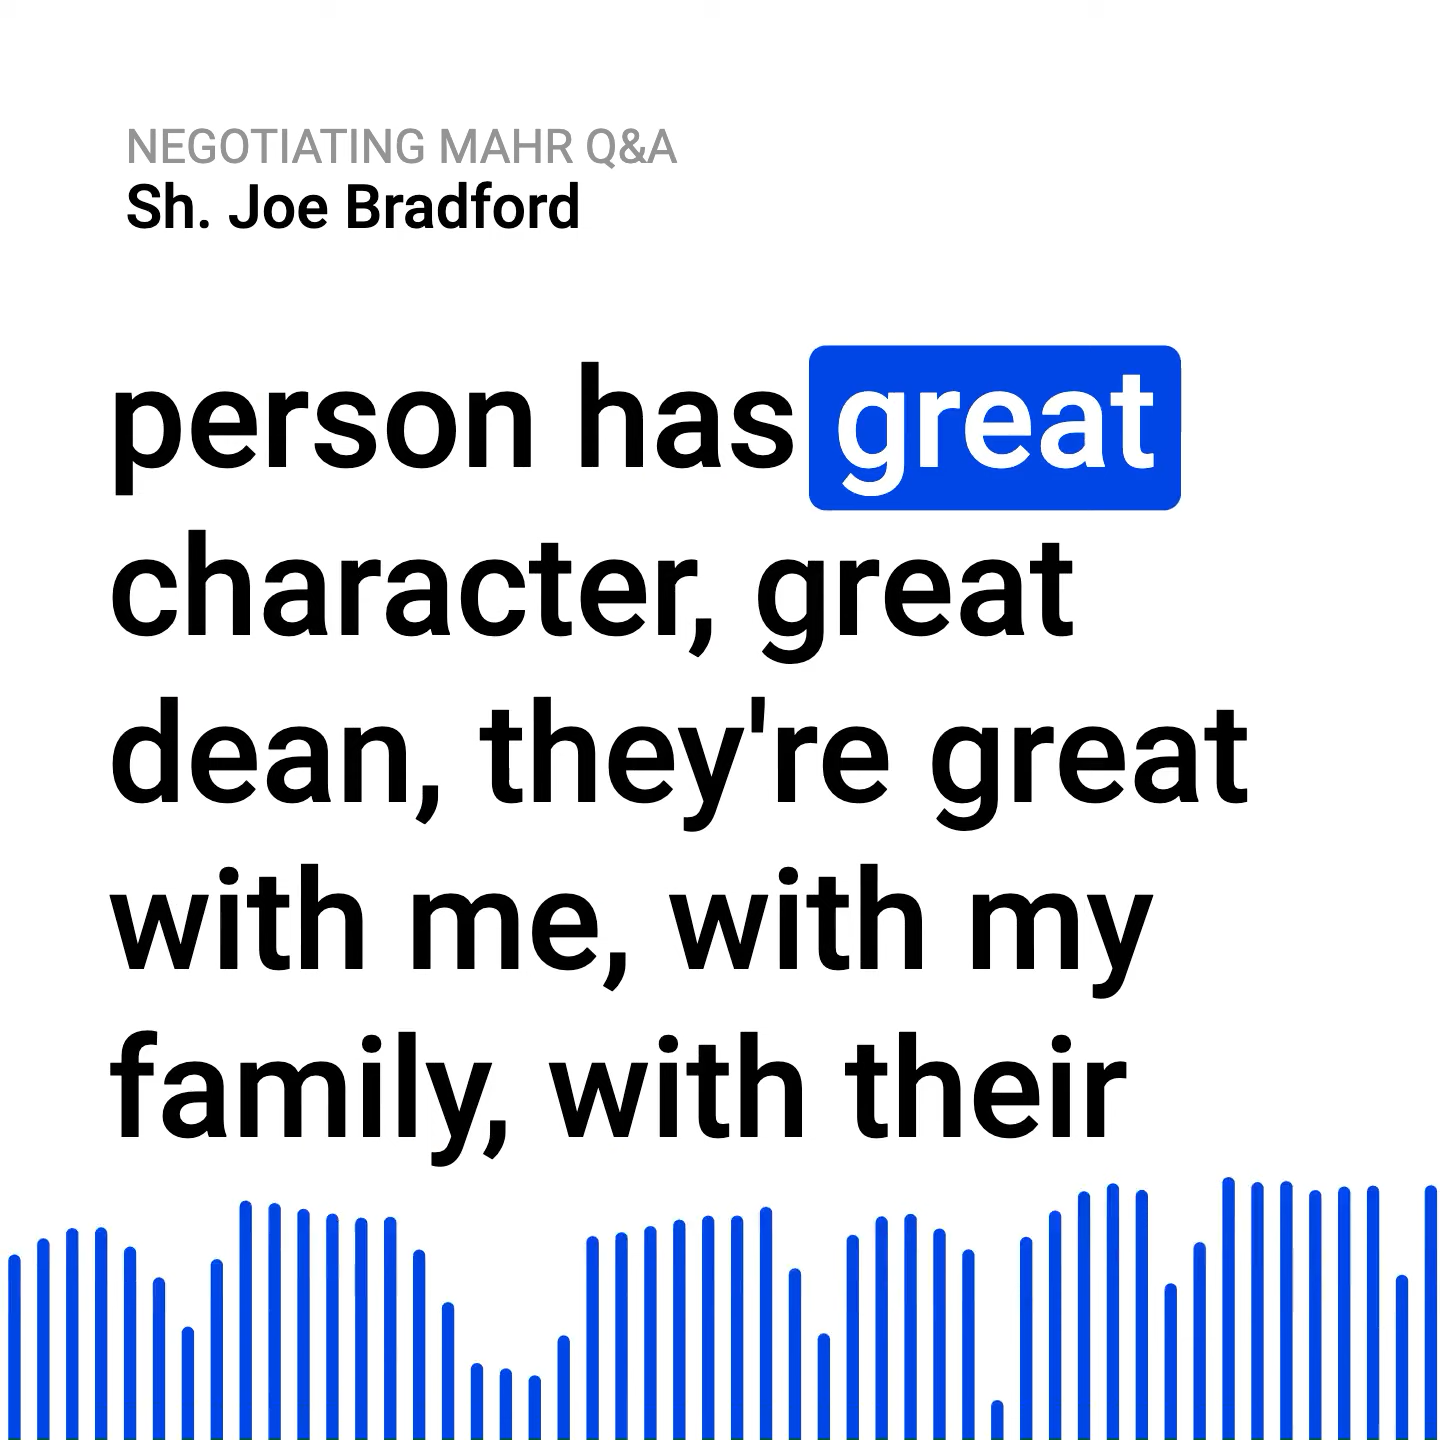 NEGOTIATING MAHR Q&A
Sh. Joe Bradford
person has great
character, great
dean, they're great
with me, with my
family, with their